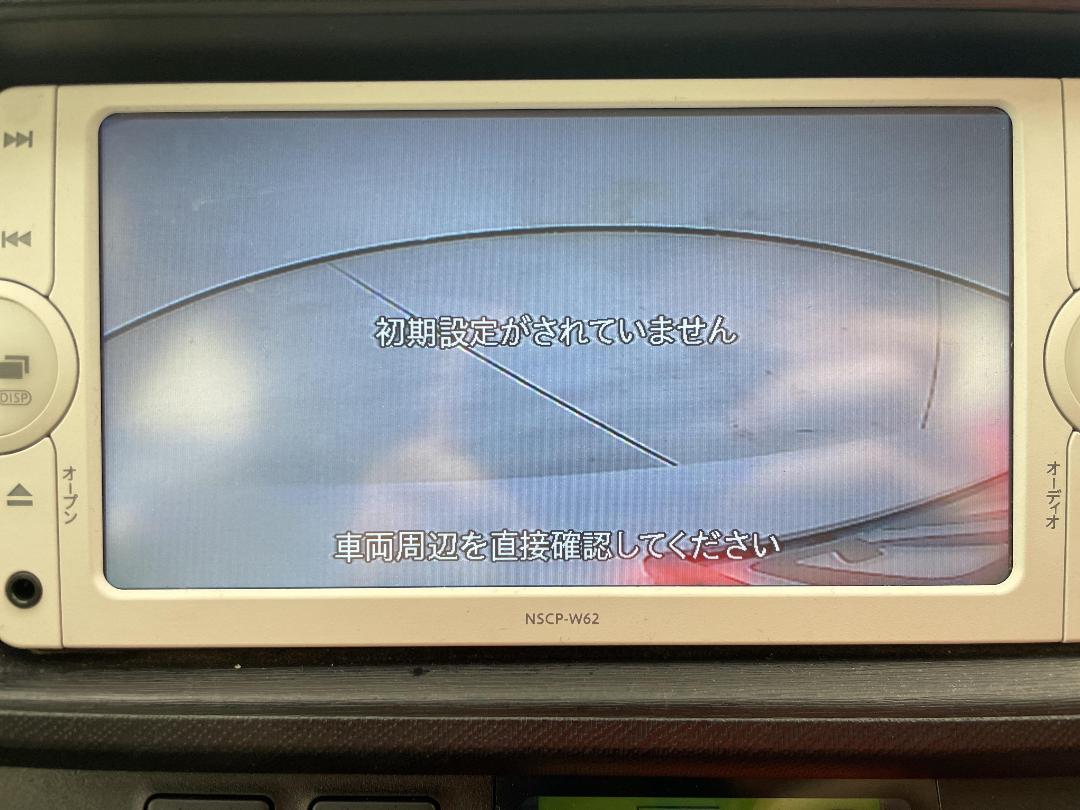 初期設定がされていません
DISP
オープン
オーディオ
車両周辺を直接確認してください
NSCP-W62